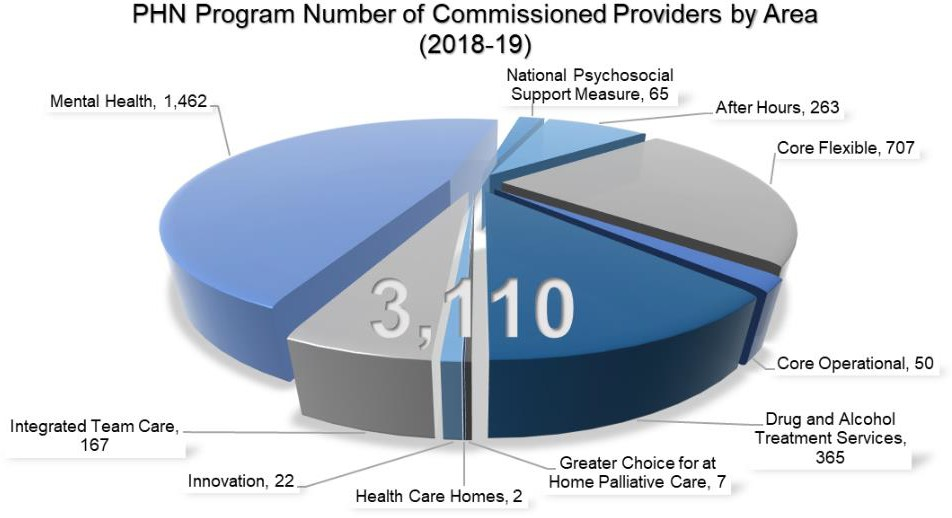 PHN Program Number of Commissioned Providers by Area
(2018-19)
National Psychosocial
Support Measure, 65
Mental Health, 1,462
After Hours, 263
Core Flexible, 707
3,110
Core Operational, 50
Drug and Alcohol
Treatment Services,
365
Integrated Team Care,
167
Greater Choice for at
Home Palliative Care, 7
Innovation, 22
Health Care Homes, 2